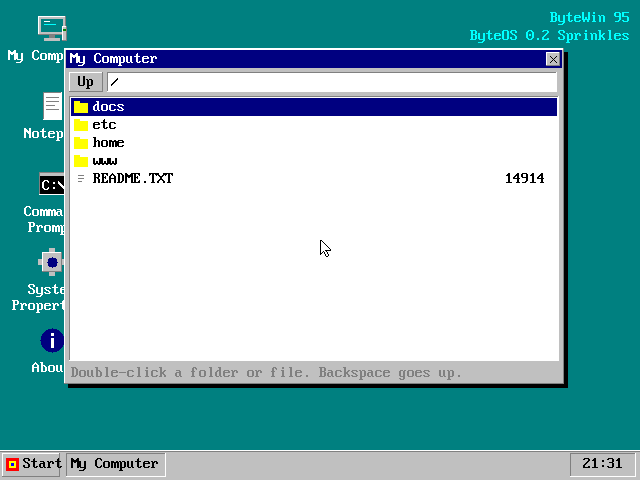 ByteWin 95
ByteOS 0.2 Sprinkles
My Comp
My Computer
Up
/
docs
etc
home
www
README.TXT 14914
Notep
C:\
Comma
Promp
Syste
Propert
i
Abou
Double-click a folder or file. Backspace goes up.
Start
My Computer
21:31